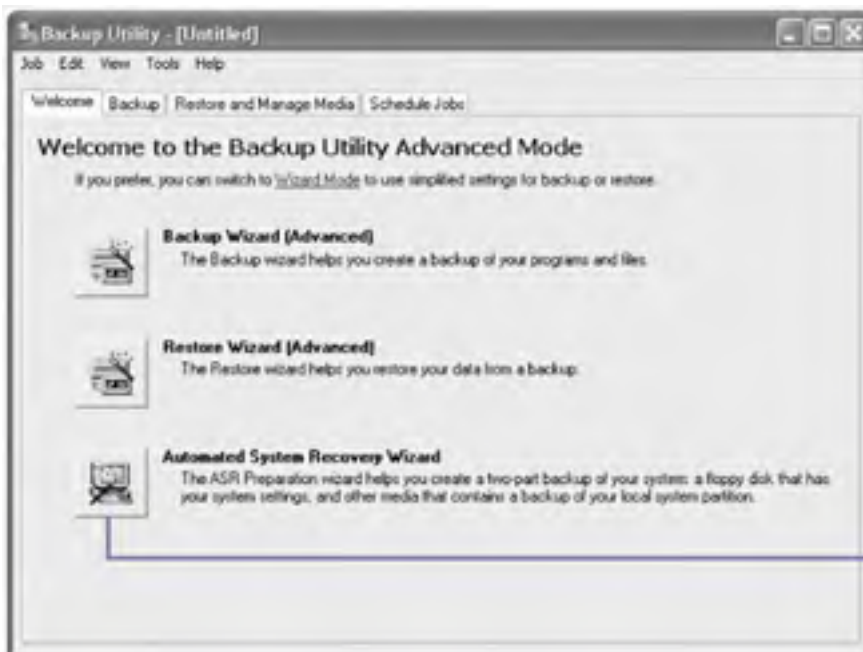 Backup Utility - [Untitled]
Job Edit View Tools Help
Welcome Backup Restore and Manage Media Schedule Jobs
Welcome to the Backup Utility Advanced Mode
If you prefer, you can switch to Wizard Mode to use simplified settings for backup or restore.
Backup Wizard (Advanced)
The Backup wizard helps you create a backup of your programs and files.
Restore Wizard (Advanced)
The Restore wizard helps you restore your data from a backup.
Automated System Recovery Wizard
The ASR Preparation wizard helps you create a two-part backup of your system: a floppy disk that has
your system settings, and other media that contains a backup of your local system partition.